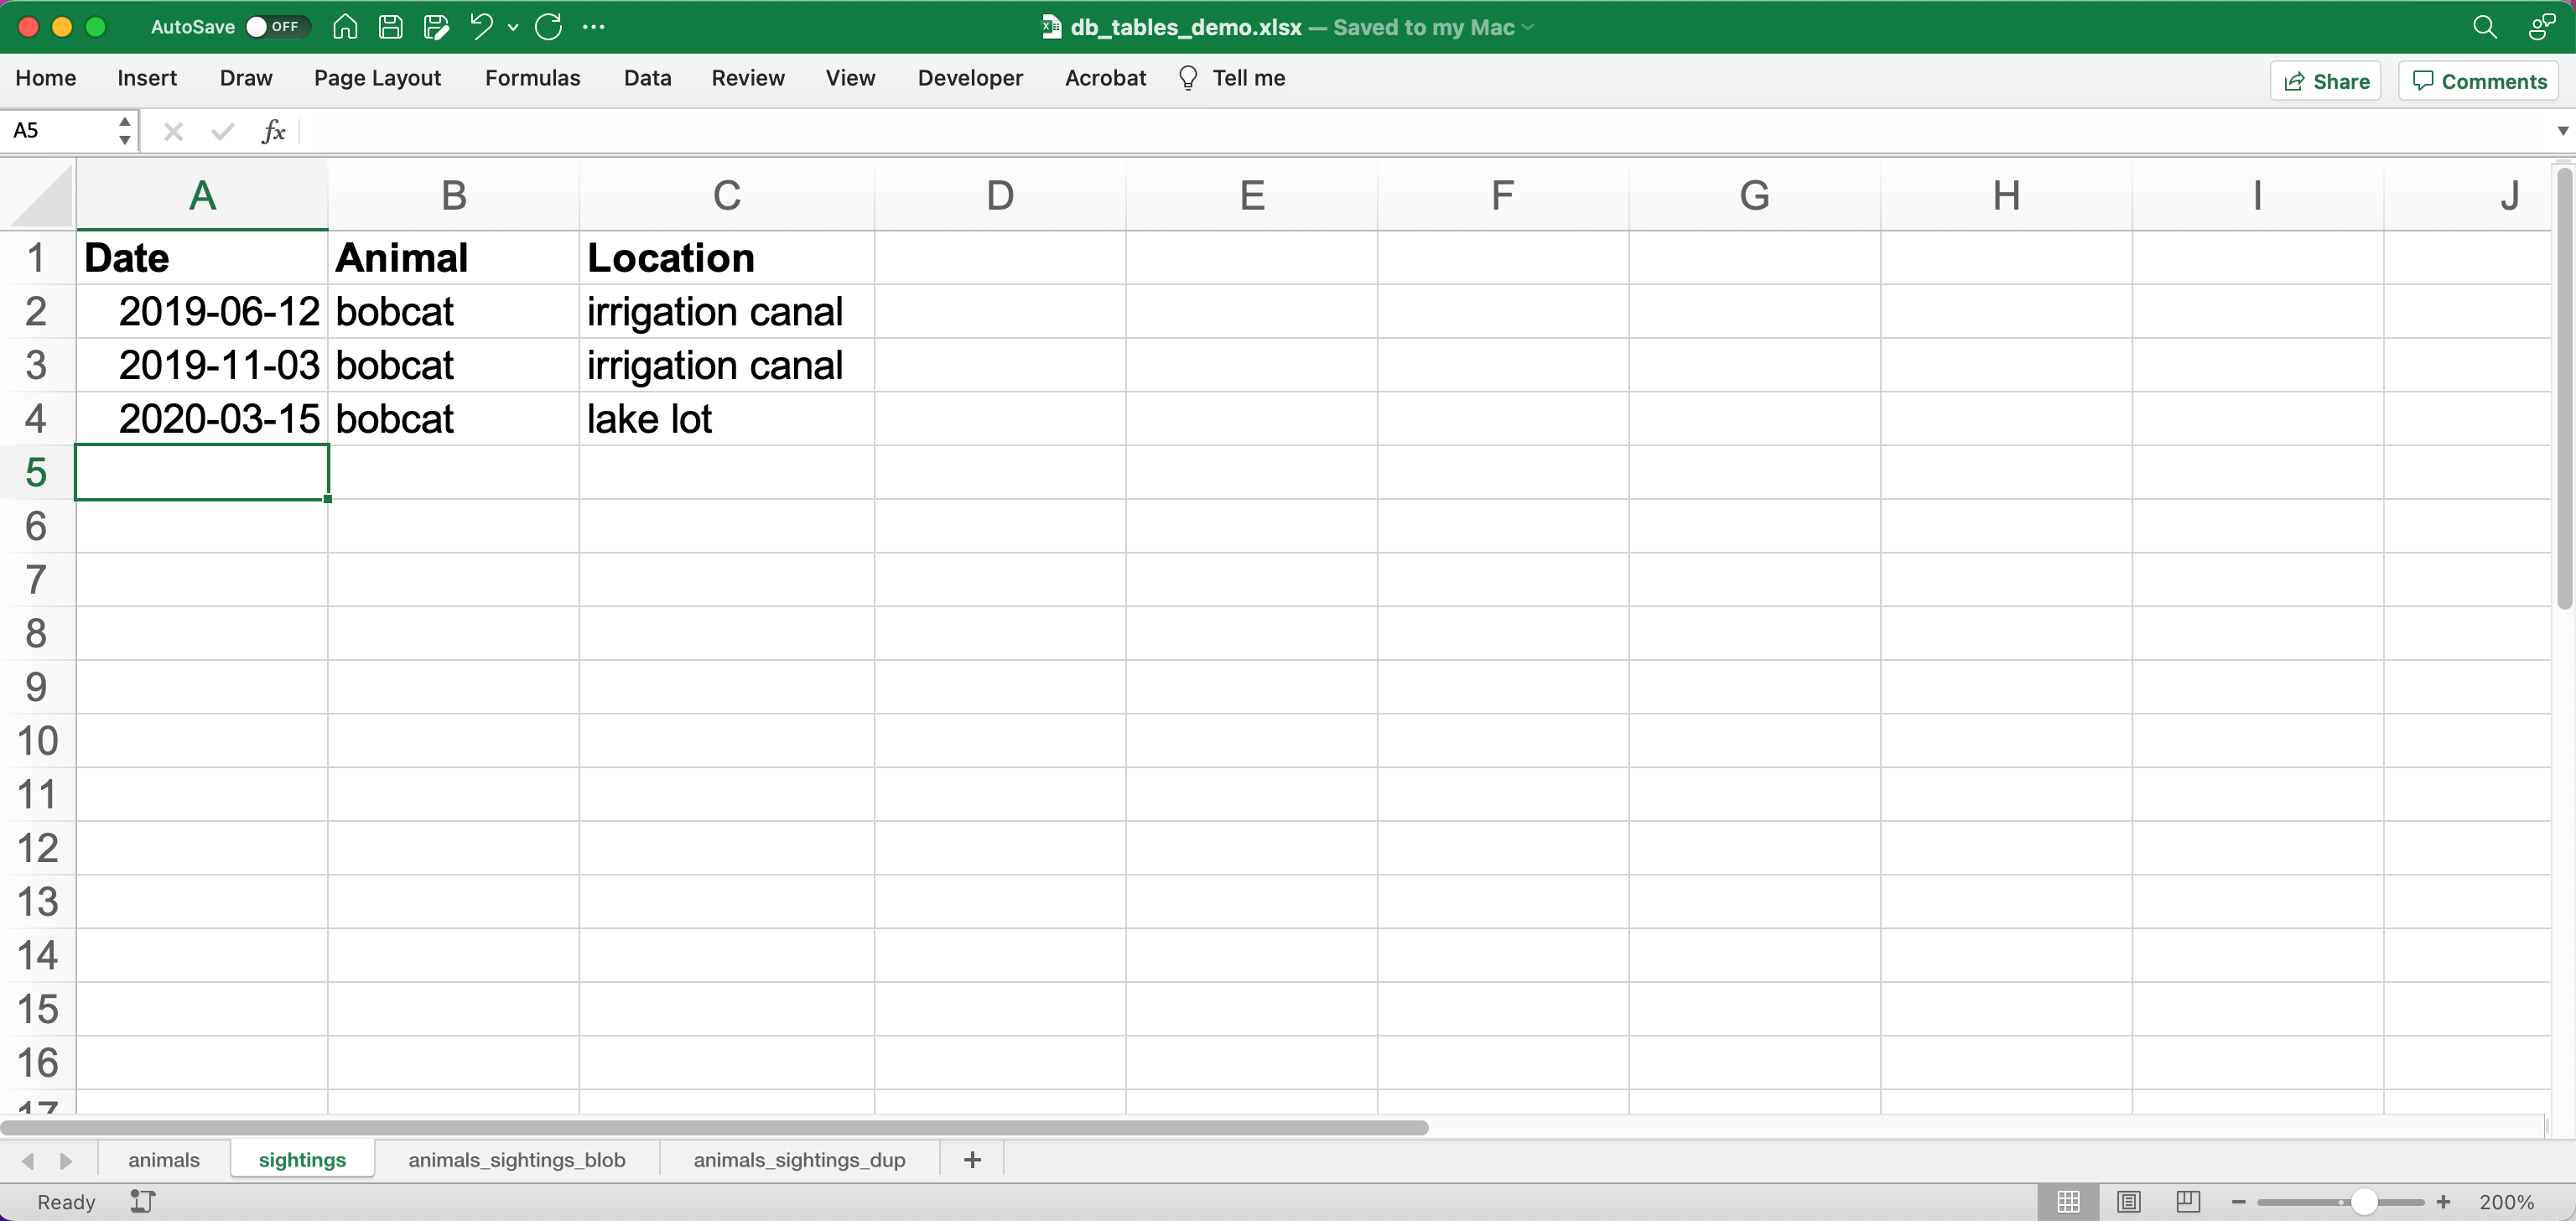 AutoSave OFF db_tables_demo.xlsx — Saved to my Mac
Home Insert Draw Page Layout Formulas Data Review View Developer Acrobat Tell me Share Comments
A5 fx
A B C D E F G H I J
1 Date Animal Location
2 2019-06-12 bobcat irrigation canal
3 2019-11-03 bobcat irrigation canal
4 2020-03-15 bobcat lake lot
5
6
7
8
9
10
11
12
13
14
15
16
17
animals sightings animals_sightings_blob animals_sightings_dup +
Ready 200%